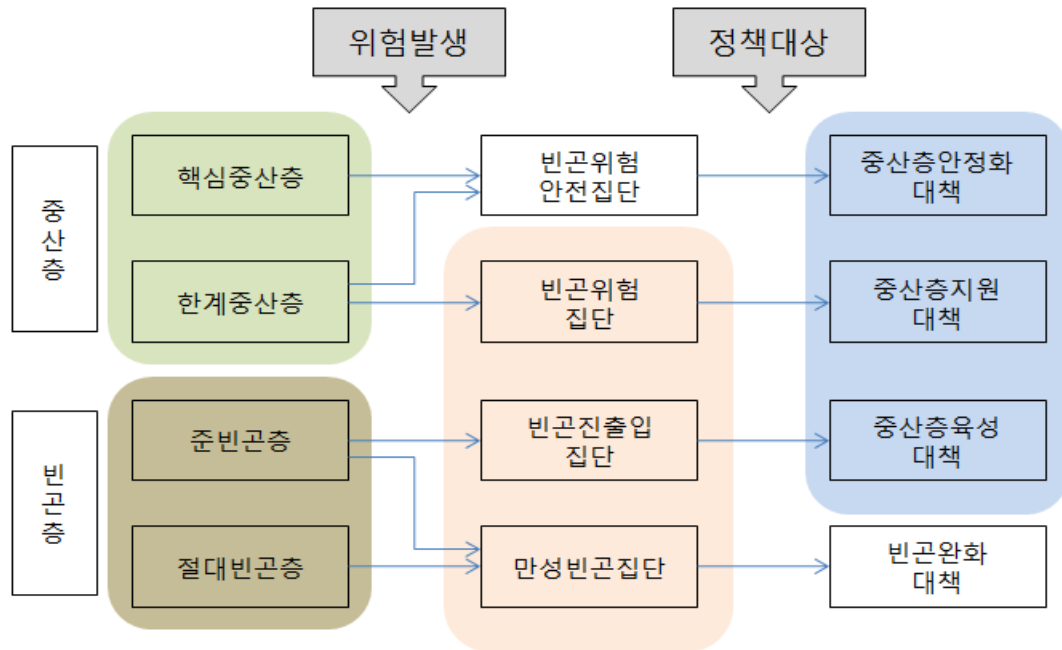 위험발생
정책대상
중산층
핵심중산층
빈곤위험
안전집단
중산층안정화
대책
한계중산층
빈곤위험
집단
중산층지원
대책
빈곤층
준빈곤층
빈곤진출입
집단
중산층육성
대책
절대빈곤층
만성빈곤집단
빈곤완화
대책